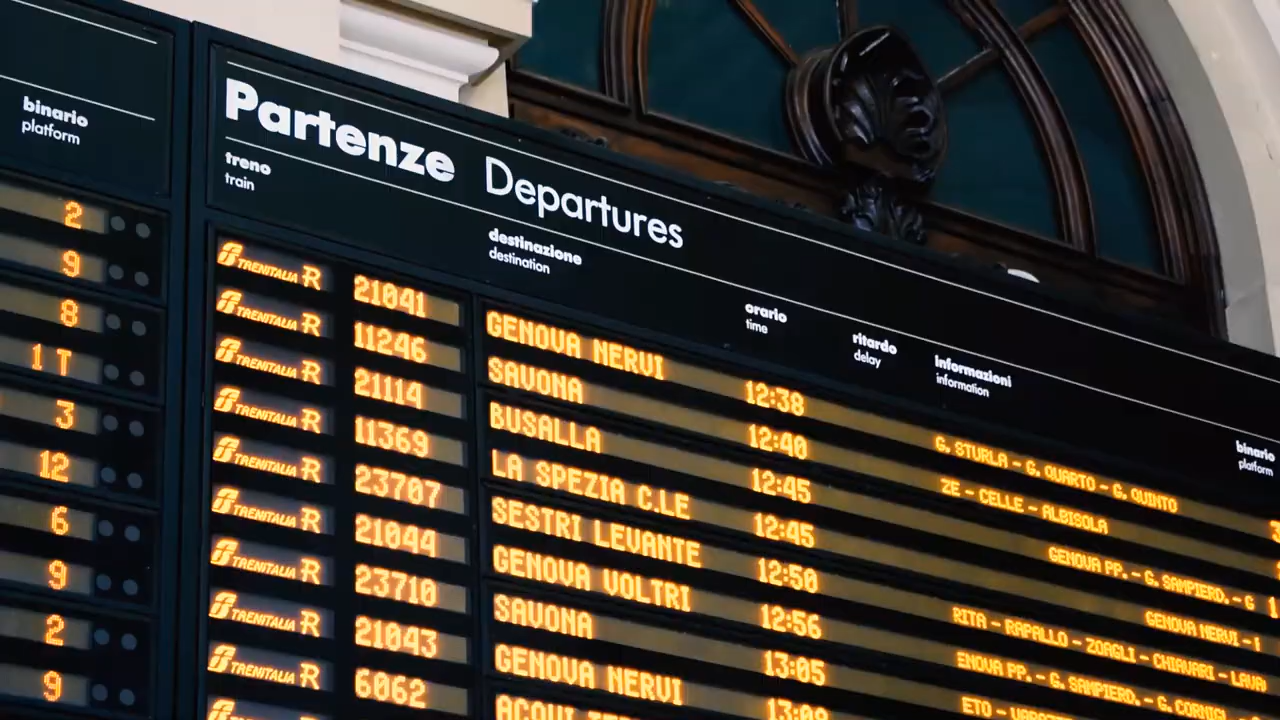 binario
platform
2
9
8
1 T
3
12
6
9
2
9
Partenze Departures
treno
train
destinazione
destination
orario
time
ritardo
delay
informazioni
information
binario
platform
TRENITALIA R 21041 GENOVA NERVI 12:38 G. STURLA - G. QUARTO - G. QUINTO
TRENITALIA R 11246 SAVONA 12:40 ZE - CELLE - ALBISOLA
TRENITALIA R 21114 BUSALLA 12:45 GENOVA PP. - G. SAMPIERD. - G
TRENITALIA R 11369 LA SPEZIA C.LE 12:45 GENOVA NERVI -
TRENITALIA R 23707 SESTRI LEVANTE 12:50 RITA - RAPALLO - ZOAGLI - CHIAVARI - LAVA
TRENITALIA R 21044 GENOVA VOLTRI 12:56 ENOVA PP. - G. SAMPIERD. - G. CORNIGL
TRENITALIA R 23710 SAVONA 13:05 ETO -
TRENITALIA R 21043 GENOVA NERVI
TRENITALIA R 6062 ACQUI